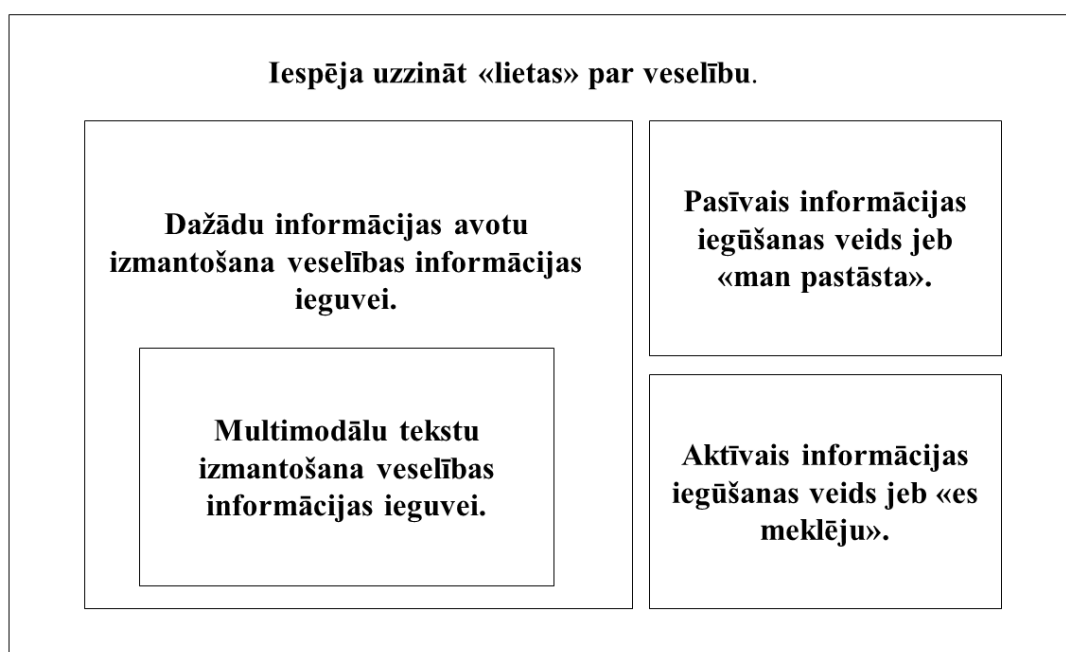 Iespēja uzzināt «lietas» par veselību.
Dažādu informācijas avotu
izmantošana veselības informācijas
ieguvei.
Multimodālu tekstu
izmantošana veselības
informācijas ieguvei.
Pasīvais informācijas
iegūšanas veids jeb
«man pastāsta».
Aktīvais informācijas
iegūšanas veids jeb «es
meklēju».